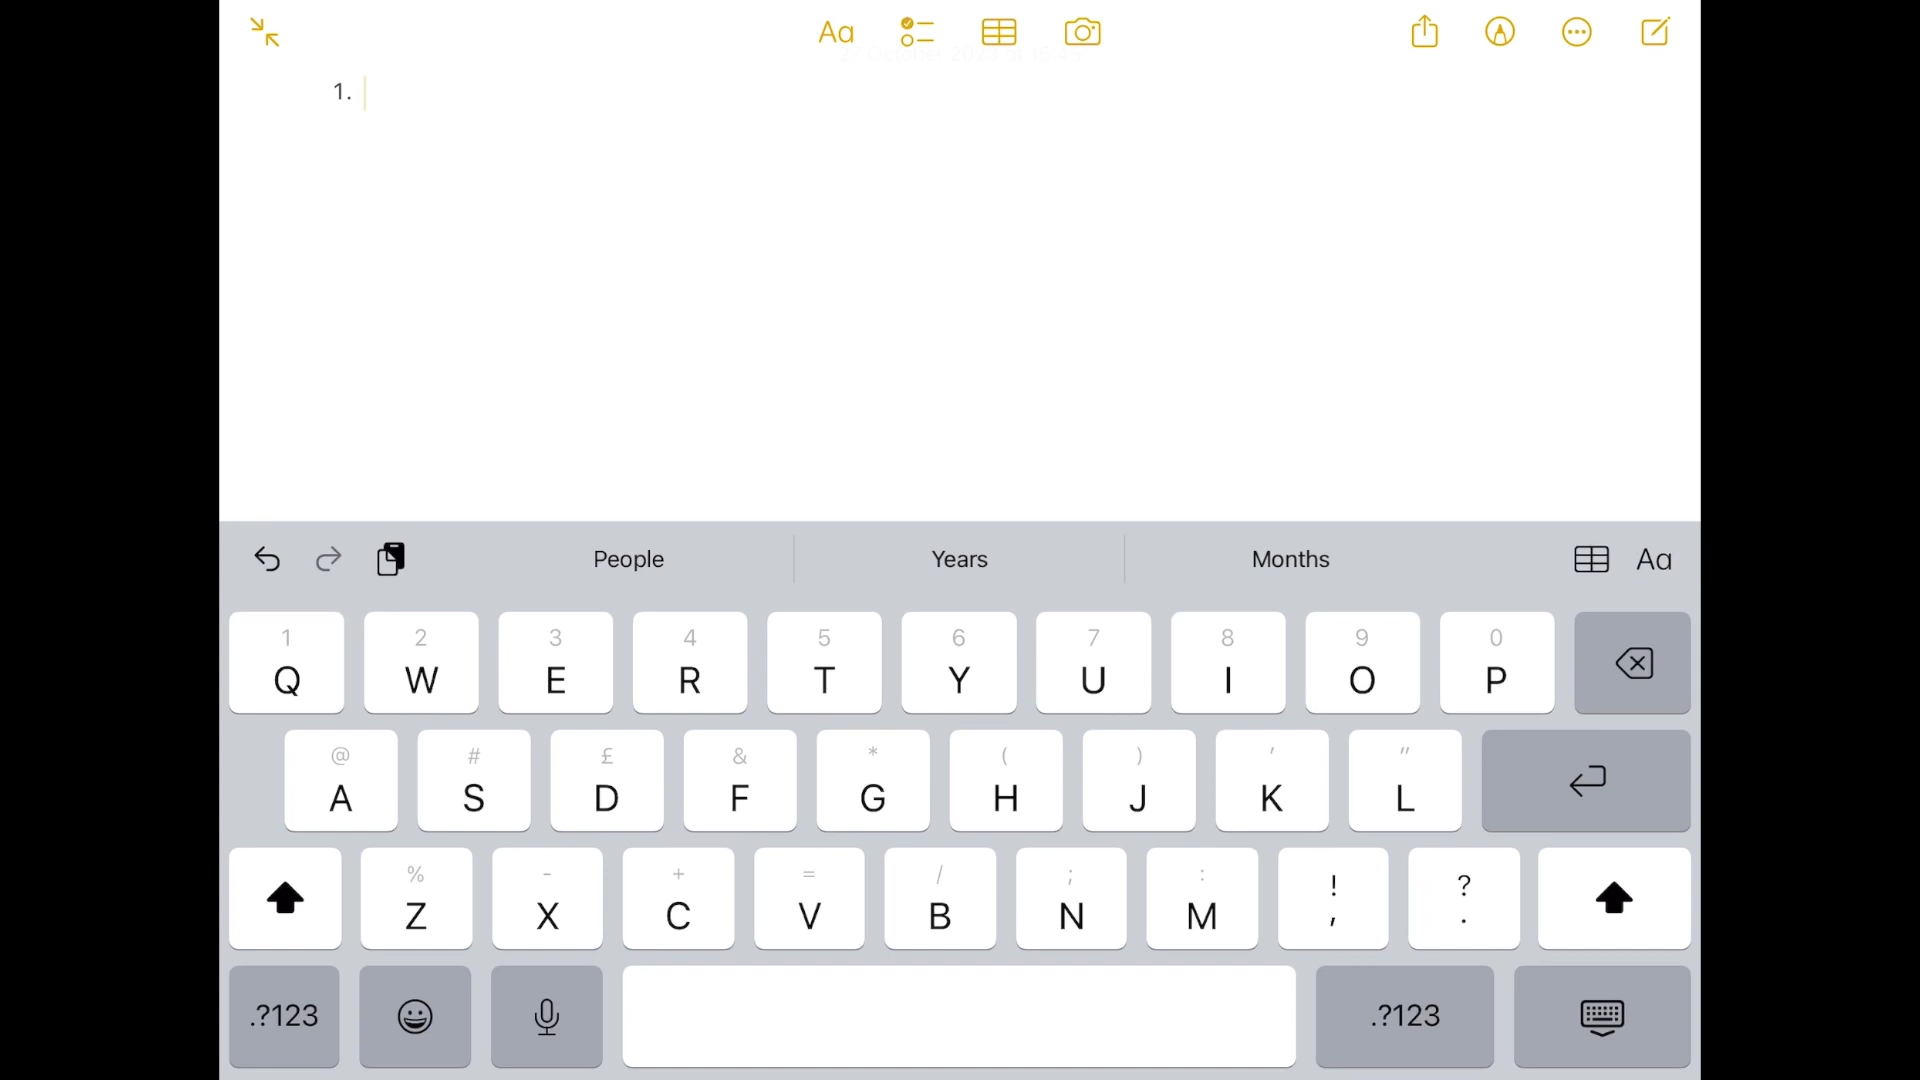 Aa
1.
People Years Months Aa
1 2 3 4 5 6 7 8 9 0
Q W E R T Y U I O P
@ # £ & * ( ) ' "
A S D F G H J K L
% - + = / ; : ! ?
Z X C V B N M , .
.?123 .?123